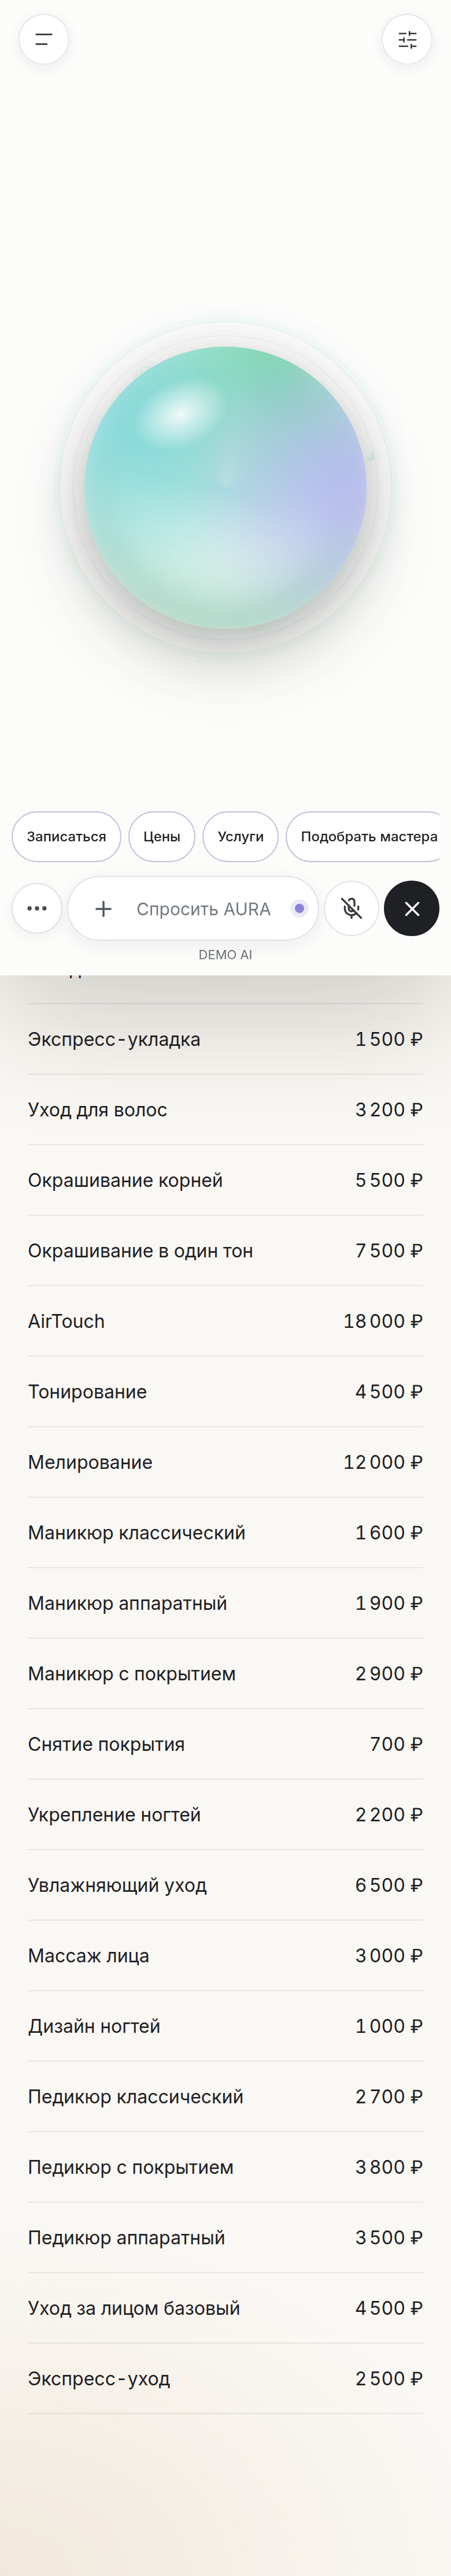 Записаться
Цены
Услуги
Подобрать мастера
Спросить AURA
DEMO AI
Экспресс-укладка 1 500 ₽
Уход для волос 3 200 ₽
Окрашивание корней 5 500 ₽
Окрашивание в один тон 7 500 ₽
AirTouch 18 000 ₽
Тонирование 4 500 ₽
Мелирование 12 000 ₽
Маникюр классический 1 600 ₽
Маникюр аппаратный 1 900 ₽
Маникюр с покрытием 2 900 ₽
Снятие покрытия 700 ₽
Укрепление ногтей 2 200 ₽
Увлажняющий уход 6 500 ₽
Массаж лица 3 000 ₽
Дизайн ногтей 1 000 ₽
Педикюр классический 2 700 ₽
Педикюр с покрытием 3 800 ₽
Педикюр аппаратный 3 500 ₽
Уход за лицом базовый 4 500 ₽
Экспресс-уход 2 500 ₽